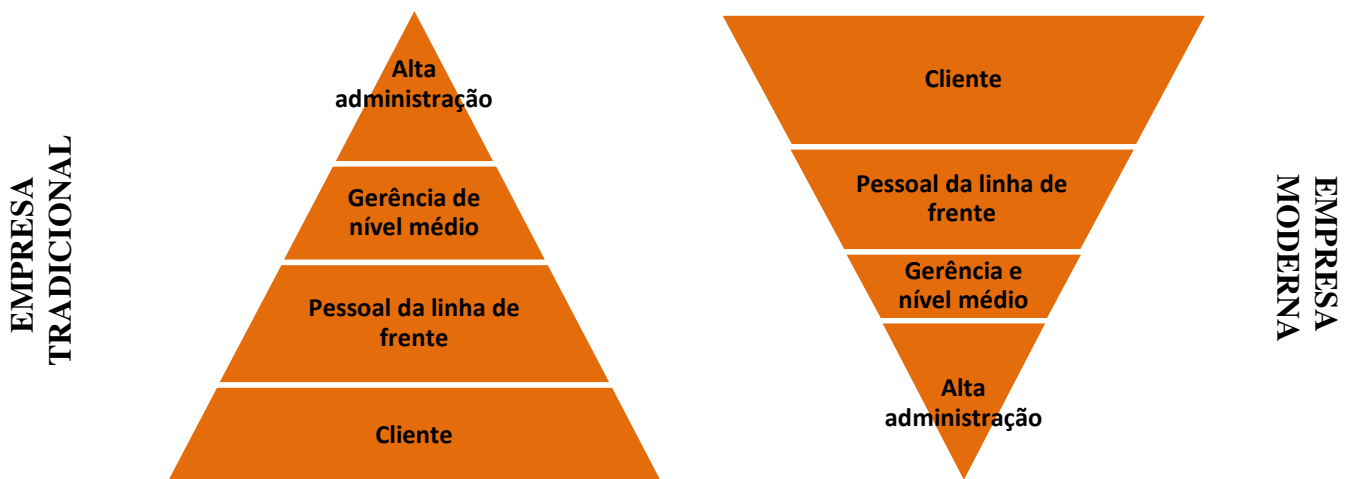 EMPRESA
TRADICIONAL
Alta
administração
Gerência de
nível médio
Pessoal da linha de
frente
Cliente
Cliente
Pessoal da linha de
frente
Gerência e
nível médio
Alta
administração
EMPRESA
MODERNA